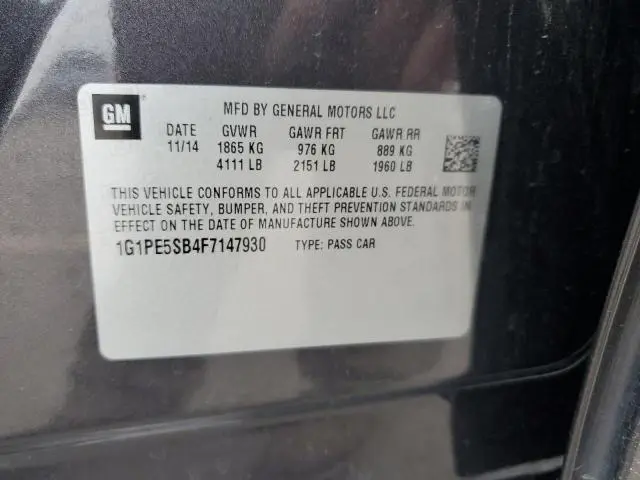 GM
MFD BY GENERAL MOTORS LLC
DATE GVWR GAWR FRT GAWR RR
11/14 1865 KG 976 KG 889 KG
4111 LB 2151 LB 1960 LB
THIS VEHICLE CONFORMS TO ALL APPLICABLE U.S. FEDERAL MOTOR
VEHICLE SAFETY, BUMPER, AND THEFT PREVENTION STANDARDS IN
EFFECT ON THE DATE OF MANUFACTURE SHOWN ABOVE.
1G1PE5SB4F7147930 TYPE: PASS CAR